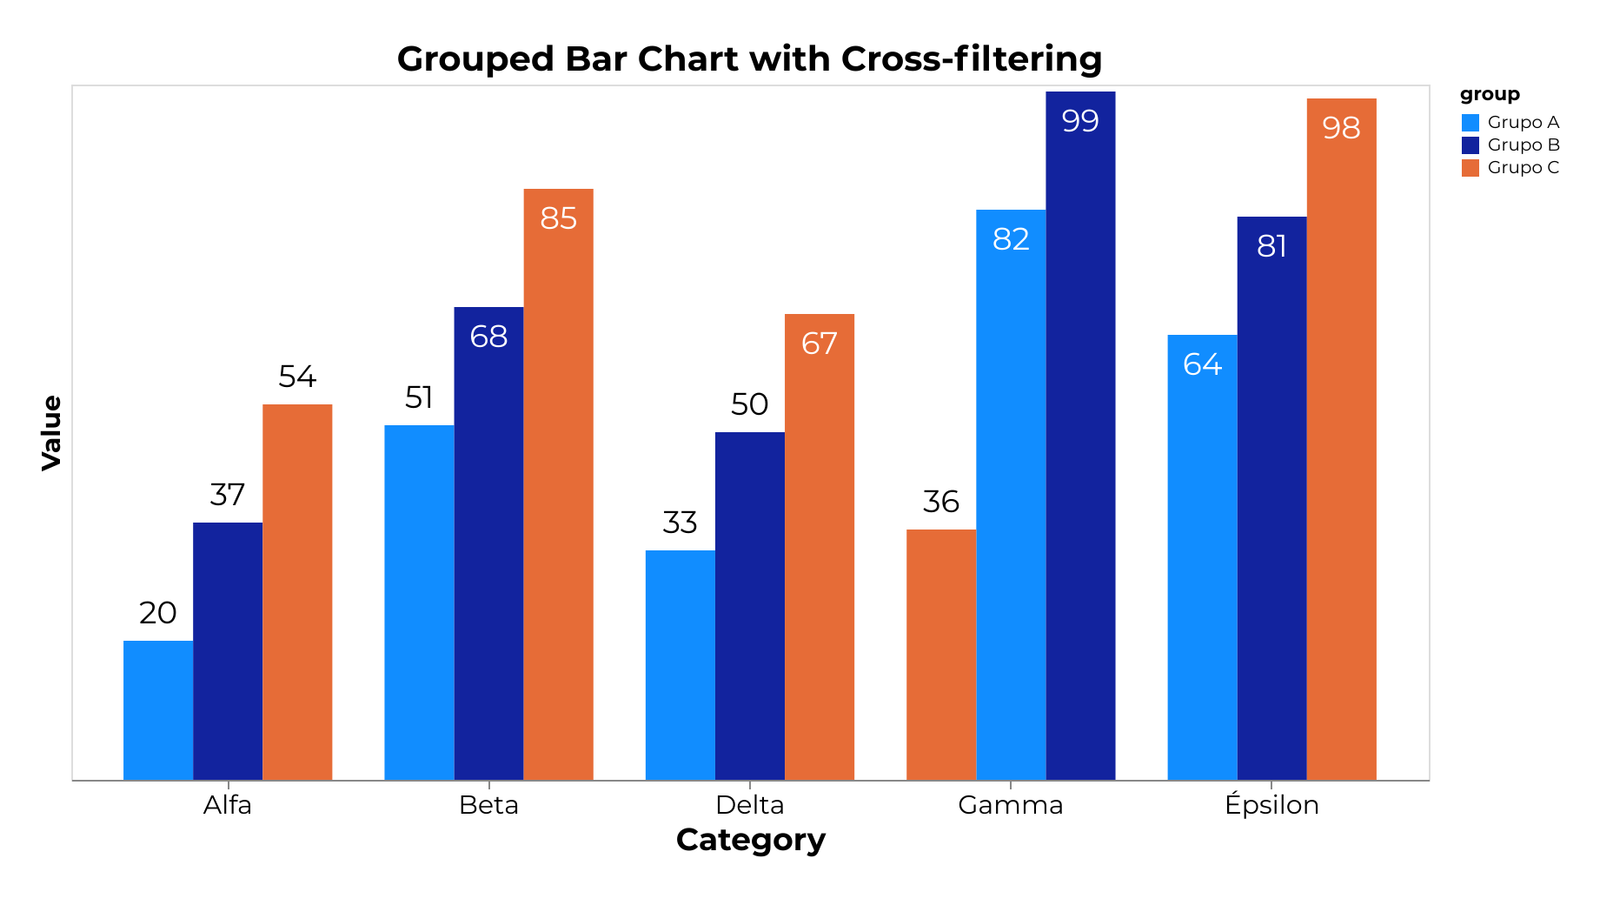 Grouped Bar Chart with Cross-filtering
group
Grupo A
Grupo B
Grupo C
Value
20
37
54
51
68
85
33
50
67
36
82
99
64
81
98
Alfa
Beta
Delta
Gamma
Épsilon
Category